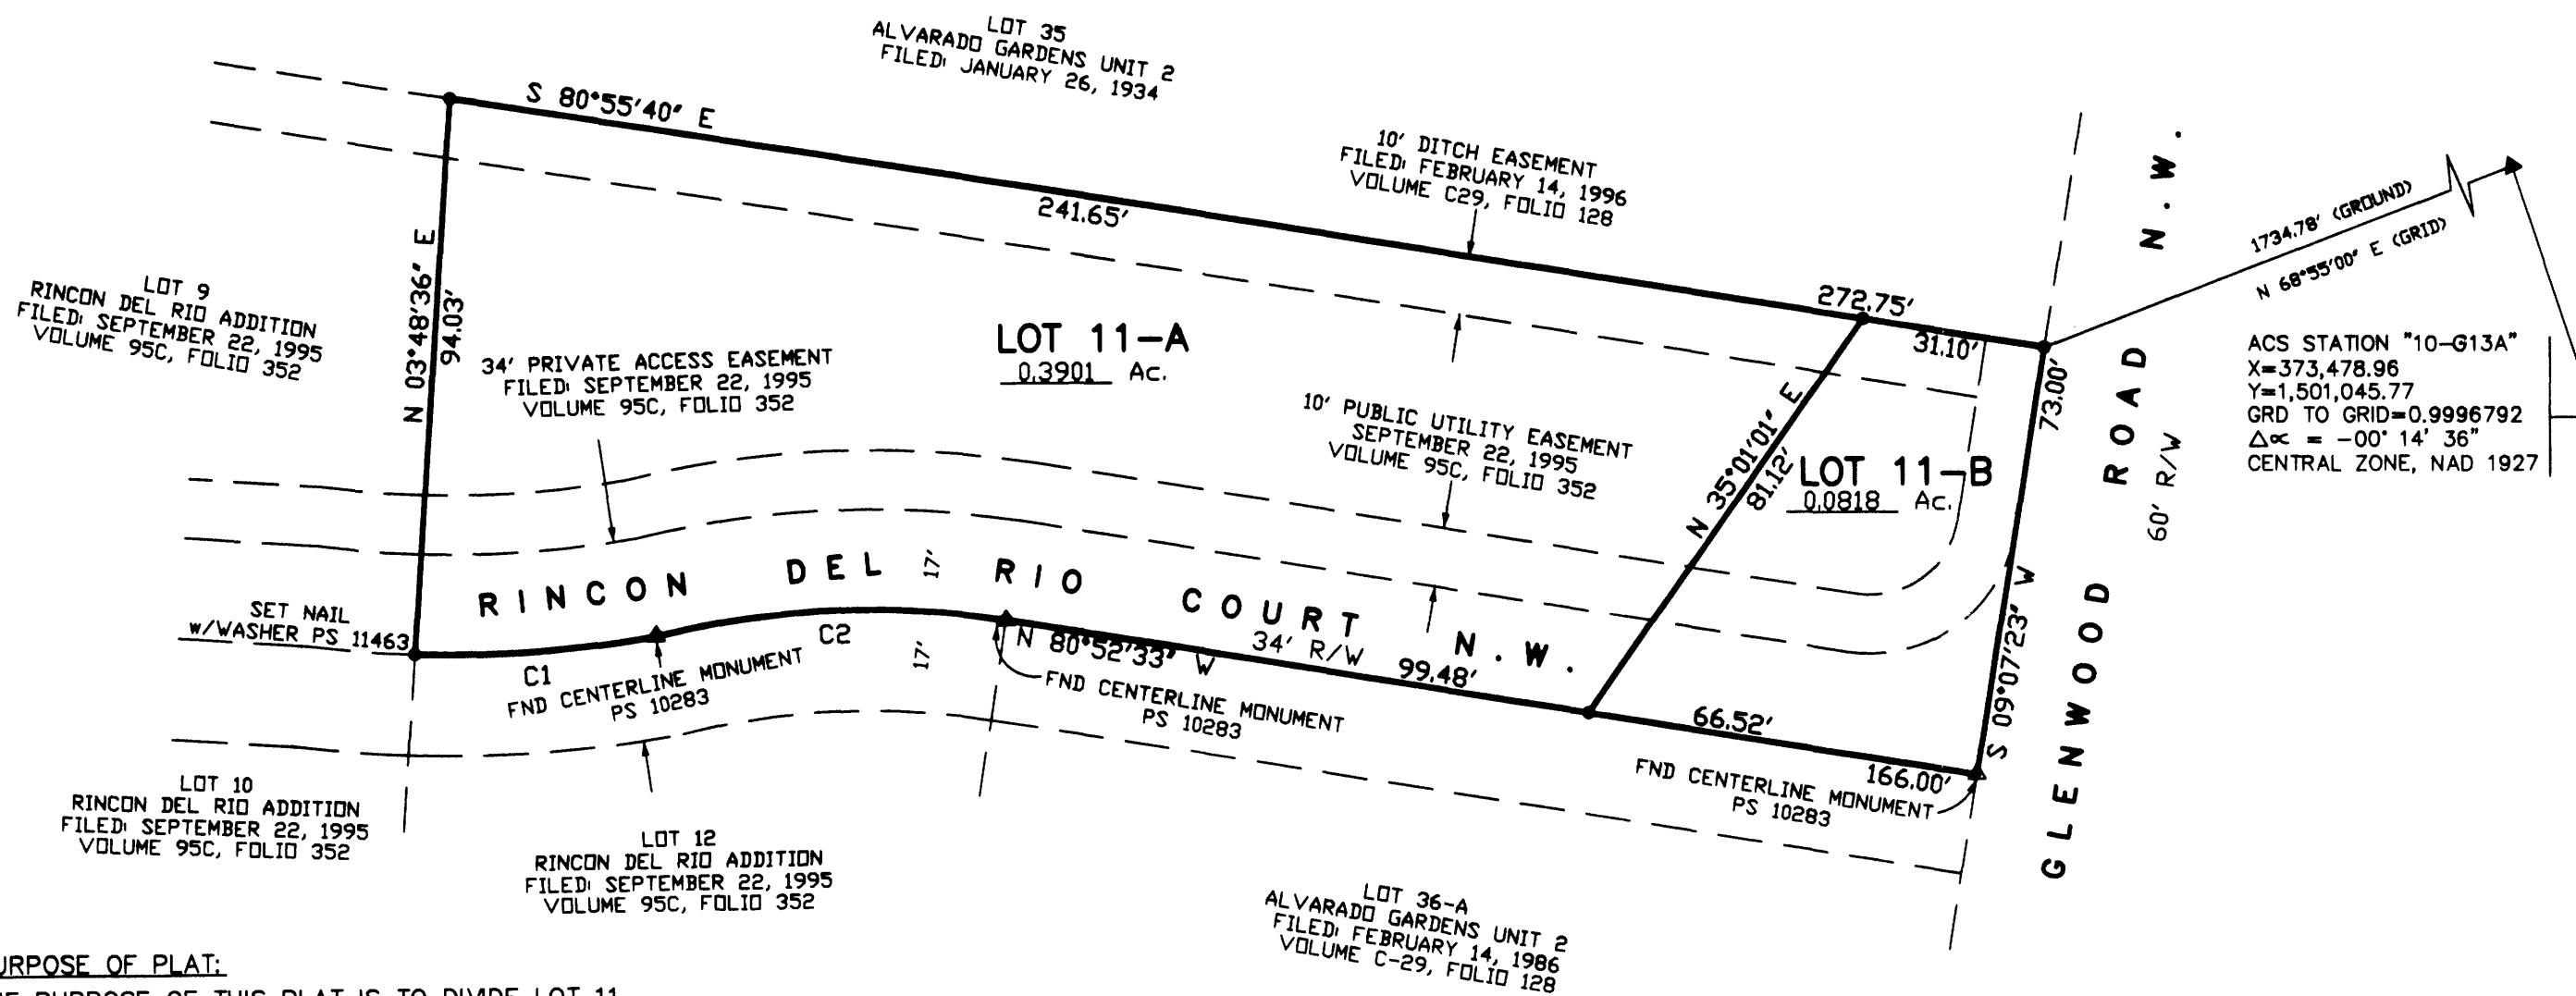 LOT 35
ALVARADO GARDENS UNIT 2
FILED: JANUARY 26, 1934
S 80°55'40" E
241.65'
10' DITCH EASEMENT
FILED: FEBRUARY 14, 1996
VOLUME C29, FOLIO 128
272.75'
31.10'
N 03°48'36" E
94.03'
LOT 9
RINCON DEL RIO ADDITION
FILED: SEPTEMBER 22, 1995
VOLUME 95C, FOLIO 352
34' PRIVATE ACCESS EASEMENT
FILED: SEPTEMBER 22, 1995
VOLUME 95C, FOLIO 352
LOT 11-A
0.3901 Ac.
10' PUBLIC UTILITY EASEMENT
SEPTEMBER 22, 1995
VOLUME 95C, FOLIO 352
N 35°01'01" E
81.12'
LOT 11-B
0.0818 Ac.
73.00'
S 09°07'23" W
GLENWOOD ROAD N.W.
60' R/W
1734.78' (GROUND)
N 68°55'00" E (GRID)
ACS STATION "10-G13A"
X=373,478.96
Y=1,501,045.77
GRD TO GRID=0.9996792
Δ∝ = -00° 14' 36"
CENTRAL ZONE, NAD 1927
RINCON DEL RIO COURT N.W.
17'
17'
34' R/W
SET NAIL
w/WASHER PS 11463
C1
C2
FND CENTERLINE MONUMENT
PS 10283
N 80°52'33" W
99.48'
FND CENTERLINE MONUMENT
PS 10283
66.52'
166.00'
FND CENTERLINE MONUMENT
PS 10283
LOT 10
RINCON DEL RIO ADDITION
FILED: SEPTEMBER 22, 1995
VOLUME 95C, FOLIO 352
LOT 12
RINCON DEL RIO ADDITION
FILED: SEPTEMBER 22, 1995
VOLUME 95C, FOLIO 352
LOT 36-A
ALVARADO GARDENS UNIT 2
FILED: FEBRUARY 14, 1986
VOLUME C-29, FOLIO 128
URPOSE OF PLAT:
PURPOSE OF THIS PLAT IS TO DIVIDE LOT 11